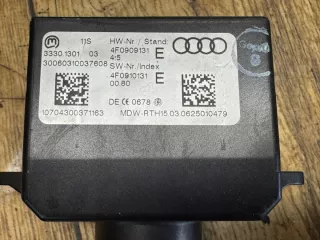 11S HW-Nr / Stand:
3330.1301 03 4F0909131 E
30060310037608 4:5
SW-Nr./Index
4F0910131 E
00.60
DE CE 0678
10704300371163 MDW-RTH15.03.0625010479